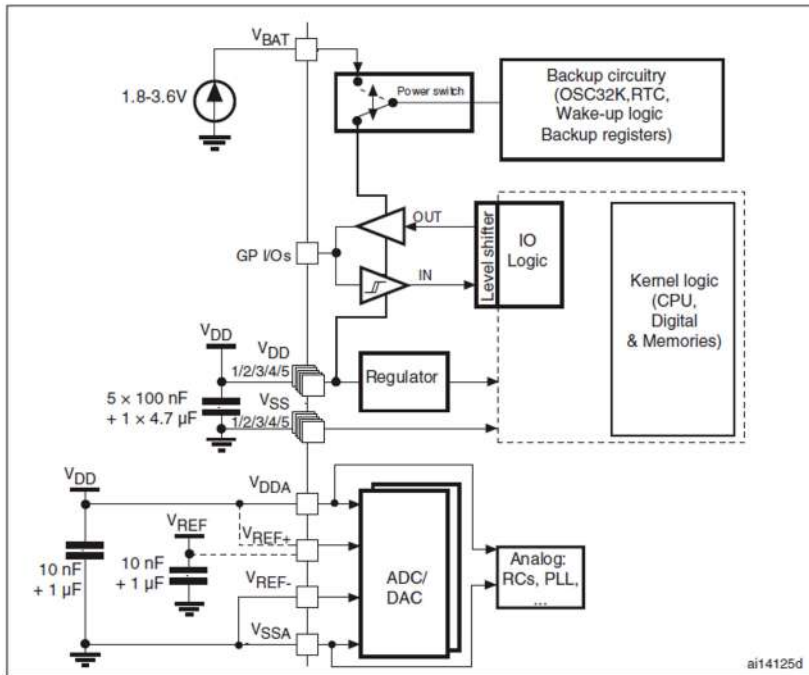 VBAT
1.8-3.6V
Power switch
Backup circuitry
(OSC32K,RTC,
Wake-up logic
Backup registers)
OUT
GP I/Os
IN
Level shifter
IO
Logic
Kernel logic
(CPU,
Digital
& Memories)
VDD
VDD
1/2/3/4/5
Regulator
5 × 100 nF
+ 1 × 4.7 µF
VSS
1/2/3/4/5
VDD
VDDA
VREF
VREF+
10 nF
+ 1 µF
10 nF
+ 1 µF
VREF-
ADC/
DAC
Analog:
RCs, PLL,
...
VSSA
ai14125d